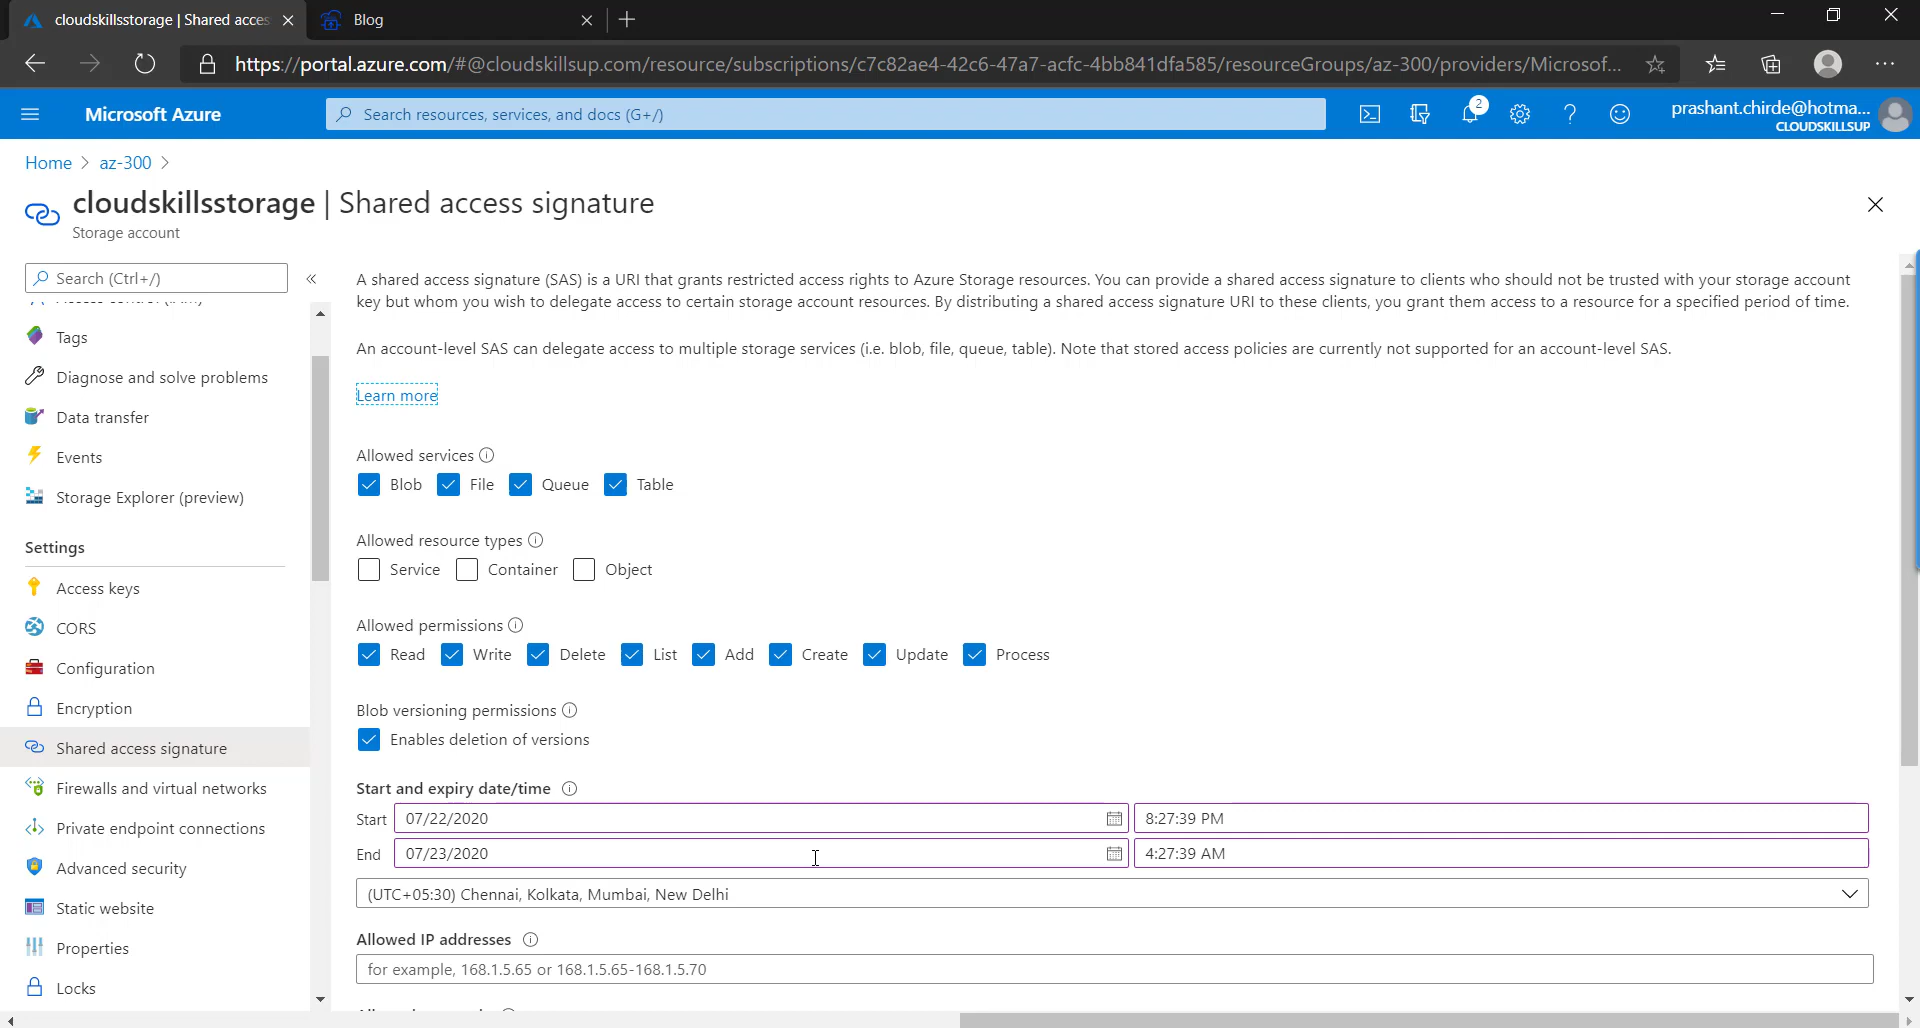 cloudskillsstorage | Shared acces
Blog
https://portal.azure.com/#@cloudskillsup.com/resource/subscriptions/c7c82ae4-42c6-47a7-acfc-4bb841dfa585/resourceGroups/az-300/providers/Microsof...
Microsoft Azure
Search resources, services, and docs (G+/)
2
prashant.chirde@hotma...
CLOUDSKILLSUP
Home > az-300 >
cloudskillsstorage | Shared access signature
Storage account
Search (Ctrl+/)
Tags
Diagnose and solve problems
Data transfer
Events
Storage Explorer (preview)
Settings
Access keys
CORS
Configuration
Encryption
Shared access signature
Firewalls and virtual networks
Private endpoint connections
Advanced security
Static website
Properties
Locks
A shared access signature (SAS) is a URI that grants restricted access rights to Azure Storage resources. You can provide a shared access signature to clients who should not be trusted with your storage account
key but whom you wish to delegate access to certain storage account resources. By distributing a shared access signature URI to these clients, you grant them access to a resource for a specified period of time.
An account-level SAS can delegate access to multiple storage services (i.e. blob, file, queue, table). Note that stored access policies are currently not supported for an account-level SAS.
Learn more
Allowed services
Blob File Queue Table
Allowed resource types
Service Container Object
Allowed permissions
Read Write Delete List Add Create Update Process
Blob versioning permissions
Enables deletion of versions
Start and expiry date/time
Start 07/22/2020 8:27:39 PM
End 07/23/2020 4:27:39 AM
(UTC+05:30) Chennai, Kolkata, Mumbai, New Delhi
Allowed IP addresses
for example, 168.1.5.65 or 168.1.5.65-168.1.5.70